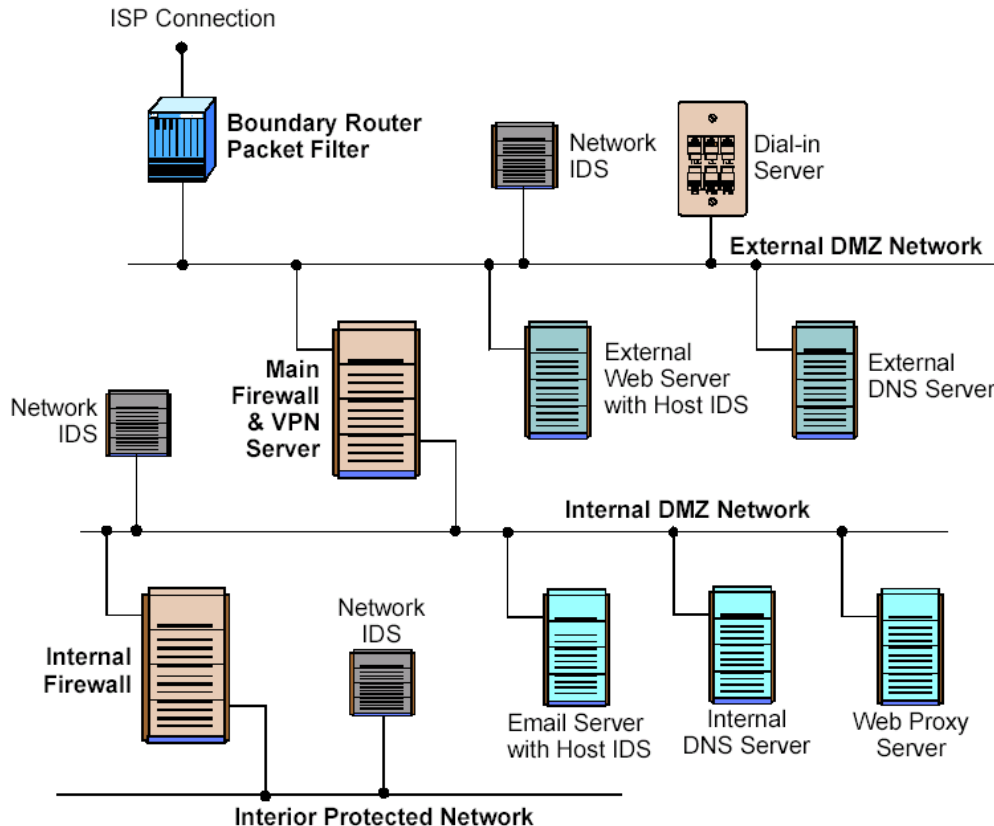 ISP Connection
Boundary Router
Packet Filter
Network
IDS
Dial-in
Server
External DMZ Network
Main
Firewall
& VPN
Server
External
Web Server
with Host IDS
External
DNS Server
Network
IDS
Internal DMZ Network
Internal
Firewall
Network
IDS
Email Server
with Host IDS
Internal
DNS Server
Web Proxy
Server
Interior Protected Network